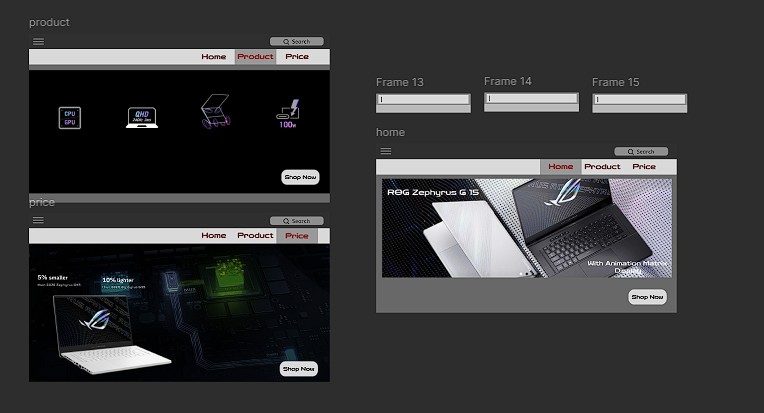 product
Search
Home Product Price
CPU
GPU
QHD
100W
Shop Now
price
Search
Home Product Price
5% smaller
10% lighter
Shop Now
Frame 13
Frame 14
Frame 15
home
Search
Home Product Price
ROG Zephyrus G 15
With Animation Matrix
Display
Shop Now